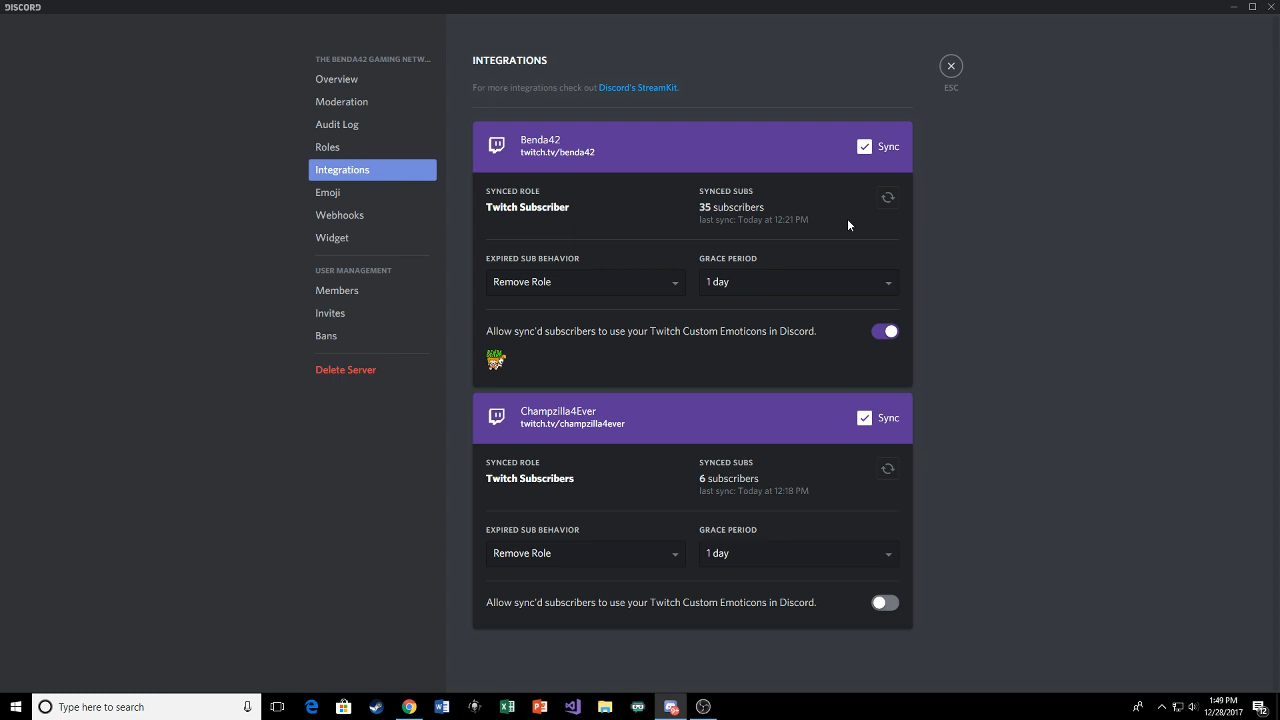 DISCORD
THE BENDA42 GAMING NETW...
Overview
Moderation
Audit Log
Roles
Integrations
Emoji
Webhooks
Widget
USER MANAGEMENT
Members
Invites
Bans
Delete Server
INTEGRATIONS
For more integrations check out Discord's StreamKit.
ESC
Benda42
twitch.tv/benda42
Sync
SYNCED ROLE
Twitch Subscriber
SYNCED SUBS
35 subscribers
last sync: Today at 12:21 PM
EXPIRED SUB BEHAVIOR
Remove Role
GRACE PERIOD
1 day
Allow sync'd subscribers to use your Twitch Custom Emoticons in Discord.
BENDA
Champzilla4Ever
twitch.tv/champzilla4ever
Sync
SYNCED ROLE
Twitch Subscribers
SYNCED SUBS
6 subscribers
last sync: Today at 12:18 PM
EXPIRED SUB BEHAVIOR
Remove Role
GRACE PERIOD
1 day
Allow sync'd subscribers to use your Twitch Custom Emoticons in Discord.
Type here to search
1:49 PM
12/28/2017
12